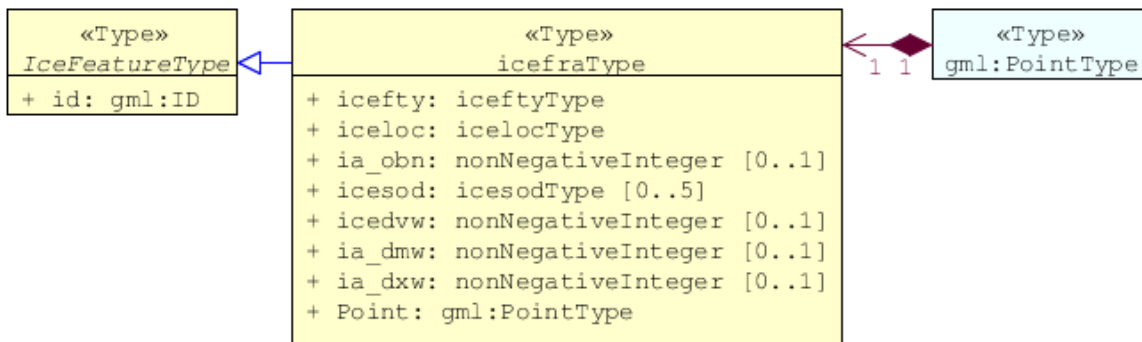 «Type»
IceFeatureType
+ id: gml:ID
«Type»
icefraType
+ icefty: iceftyType
+ iceloc: icelocType
+ ia_obn: nonNegativeInteger [0..1]
+ icesod: icesodType [0..5]
+ icedvw: nonNegativeInteger [0..1]
+ ia_dmw: nonNegativeInteger [0..1]
+ ia_dxw: nonNegativeInteger [0..1]
+ Point: gml:PointType
1 1
«Type»
gml:PointType